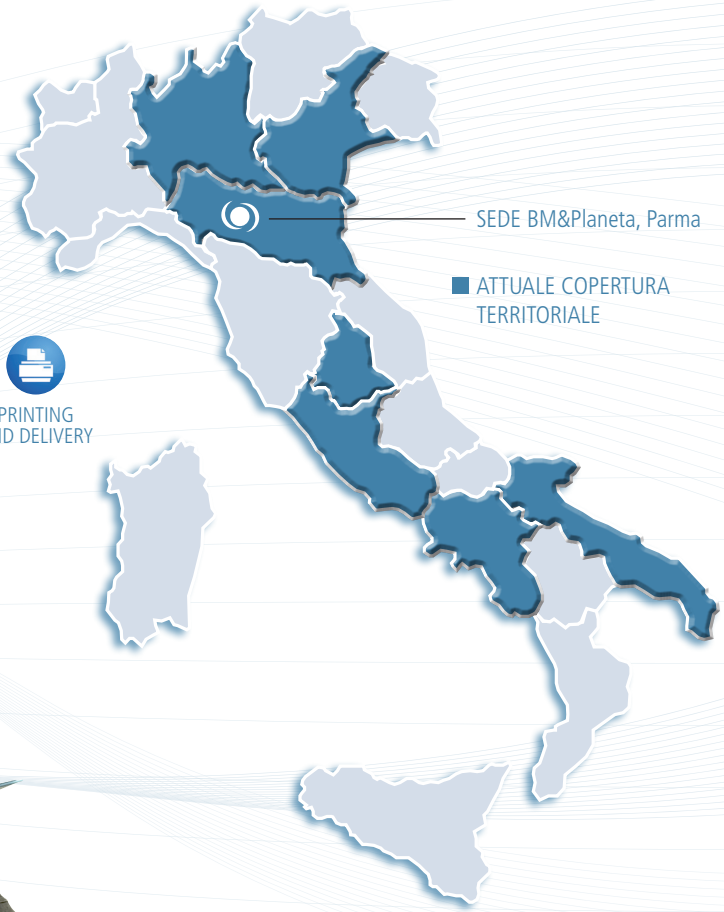 SEDE BM&Planeta, Parma
ATTUALE COPERTURA
TERRITORIALE
PRINTING
DELIVERY